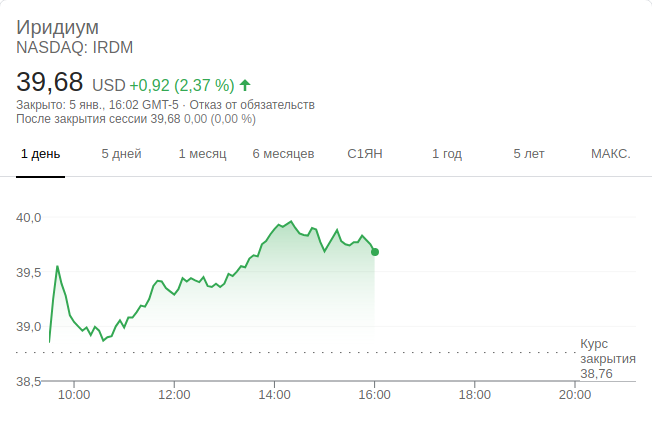 Иридиум
NASDAQ: IRDM
39,68 USD +0,92 (2,37 %)
Закрыто: 5 янв., 16:02 GMT-5 · Отказ от обязательств
После закрытия сессии 39,68 0,00 (0,00 %)
1 день 5 дней 1 месяц 6 месяцев С1ЯН 1 год 5 лет МАКС.
40,0
39,5
39,0
Курс
закрытия
38,76
38,5
10:00 12:00 14:00 16:00 18:00 20:00